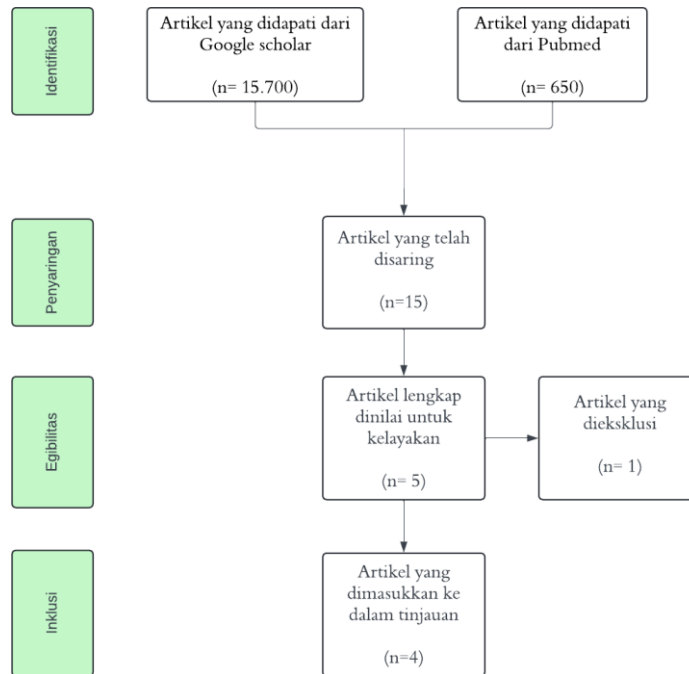 Identifikasi
Artikel yang didapati dari
Google scholar
(n= 15.700)
Artikel yang didapati
dari Pubmed
(n= 650)
Penyaringan
Artikel yang telah
disaring
(n=15)
Egibilitas
Artikel lengkap
dinilai untuk
kelayakan
(n= 5)
Artikel yang
dieksklusi
(n= 1)
Inklusi
Artikel yang
dimasukkan ke
dalam tinjauan
(n=4)